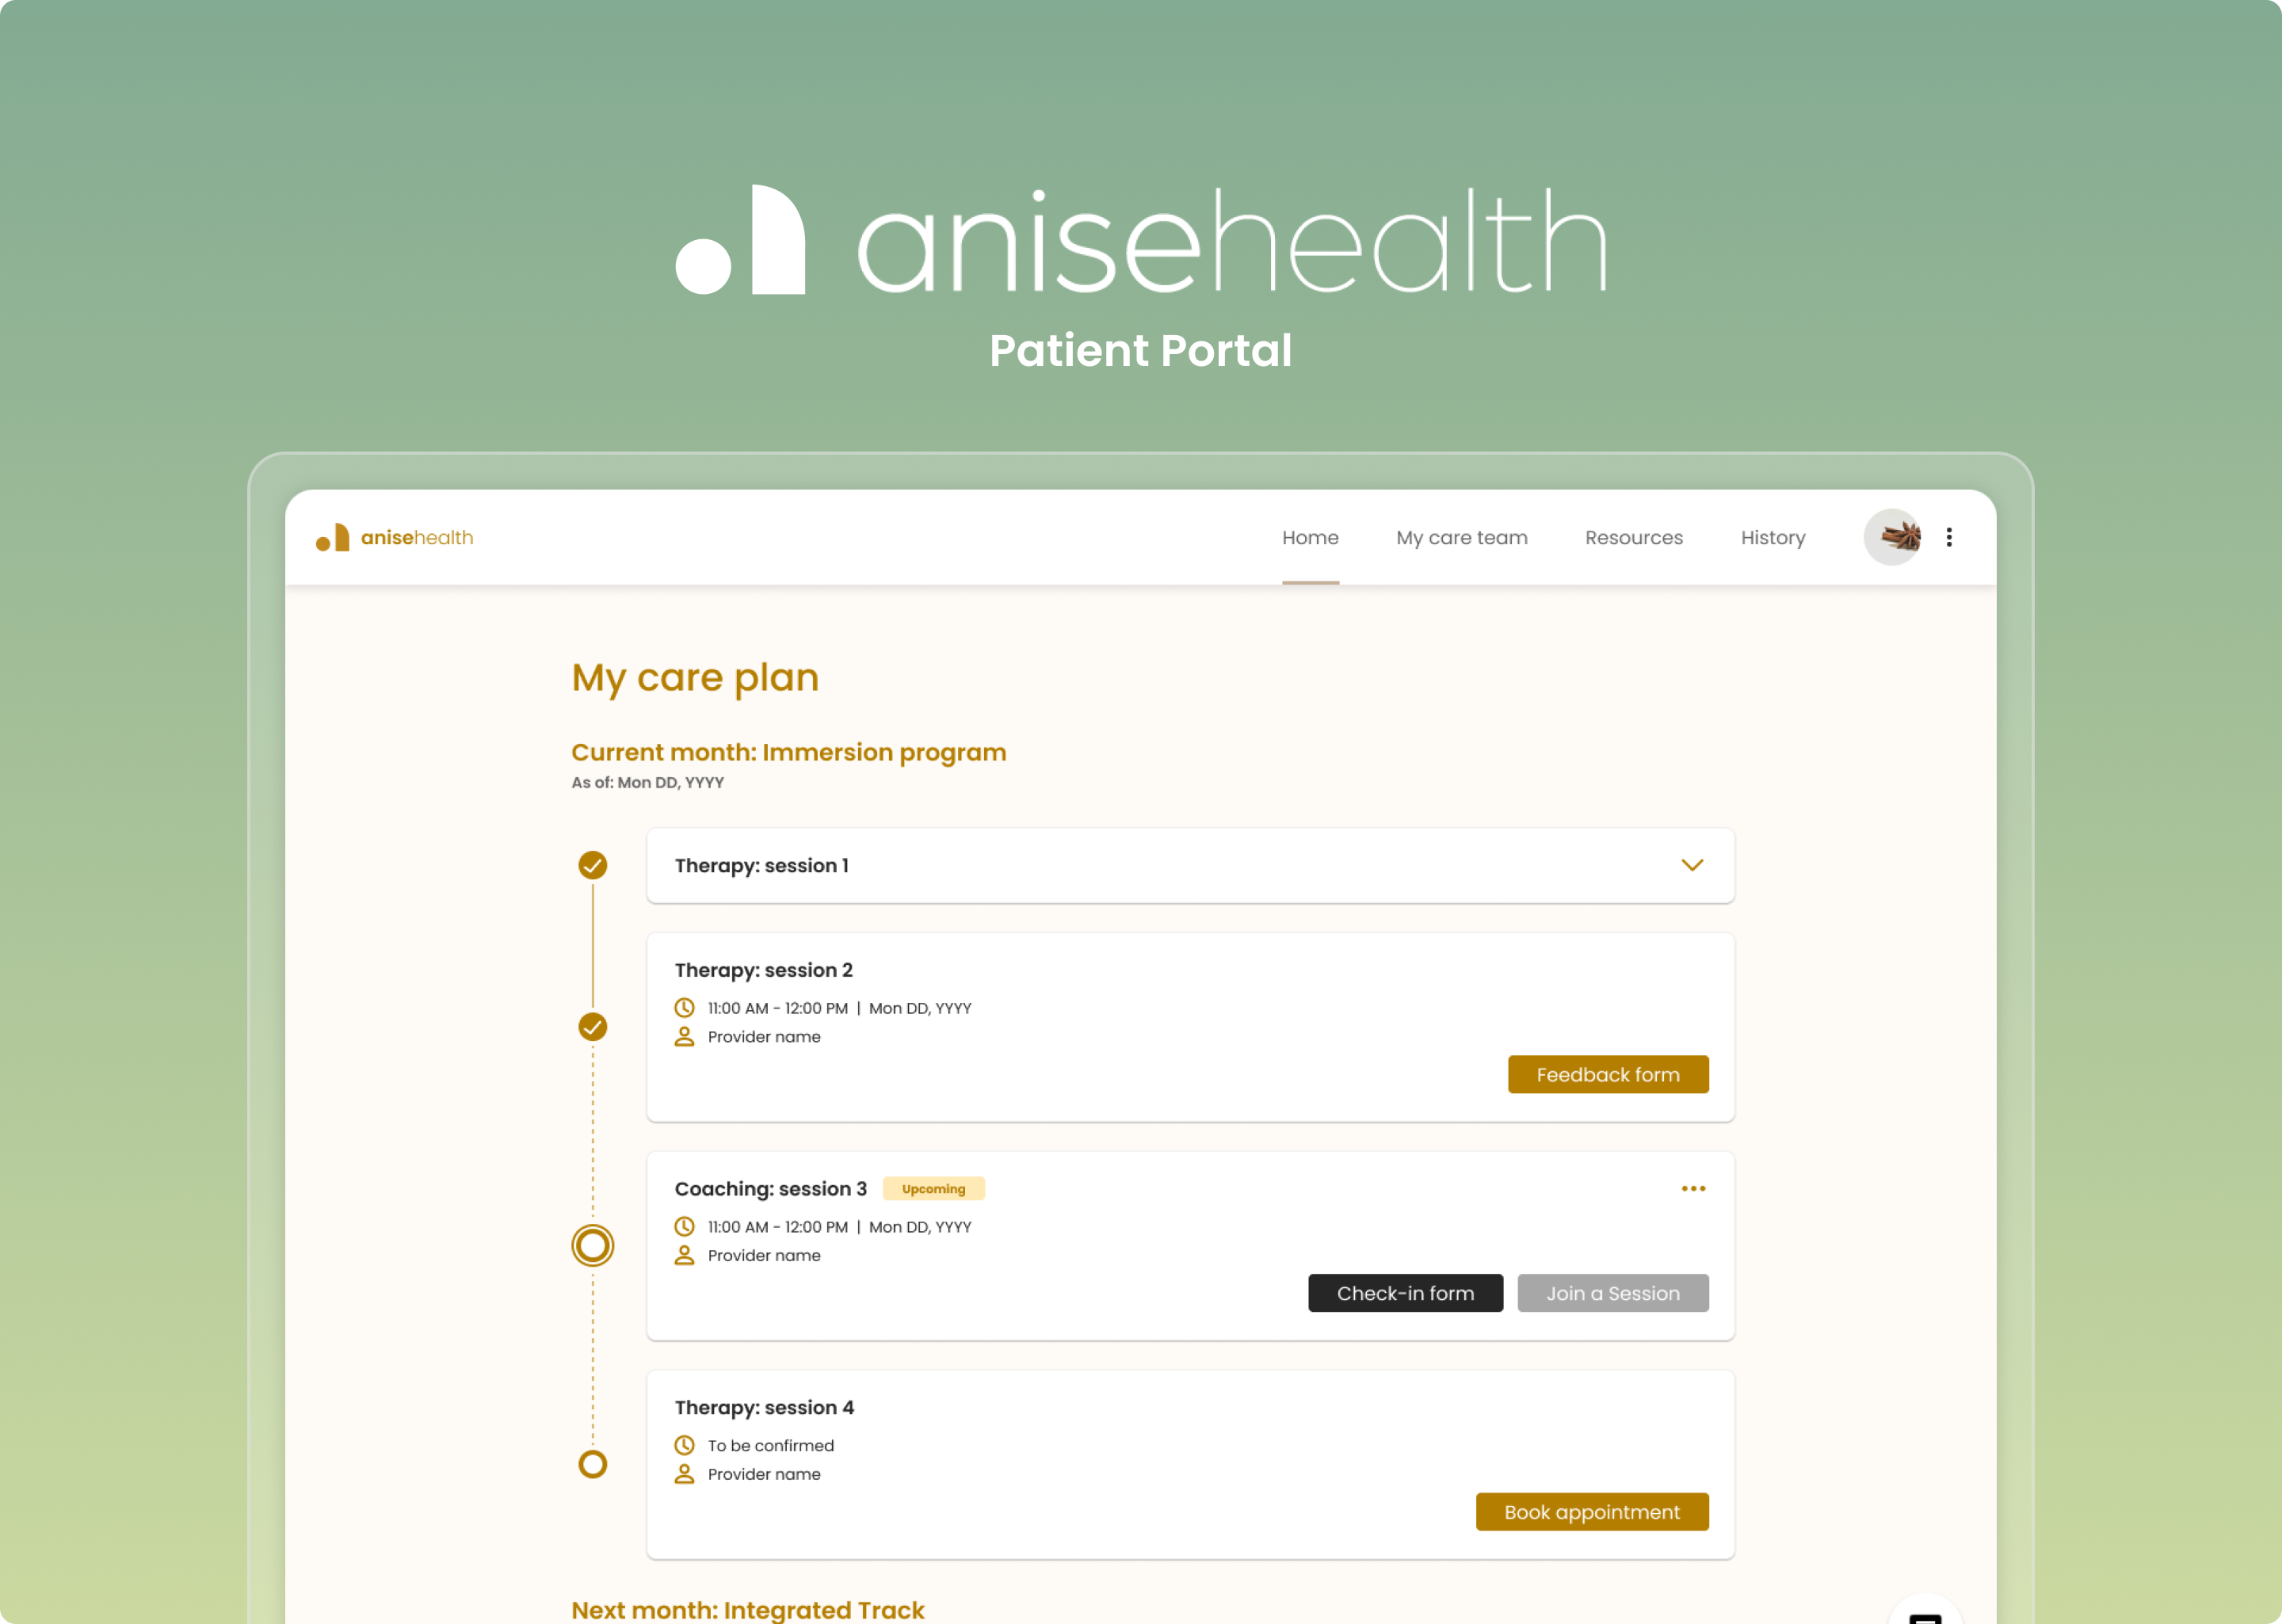 anisehealth
Patient Portal
anisehealth
Home
My care team
Resources
History
My care plan
Current month: Immersion program
As of: Mon DD, YYYY
Therapy: session 1
Therapy: session 2
11:00 AM - 12:00 PM | Mon DD, YYYY
Provider name
Feedback form
Coaching: session 3
Upcoming
11:00 AM - 12:00 PM | Mon DD, YYYY
Provider name
Check-in form
Join a Session
Therapy: session 4
To be confirmed
Provider name
Book appointment
Next month: Integrated Track